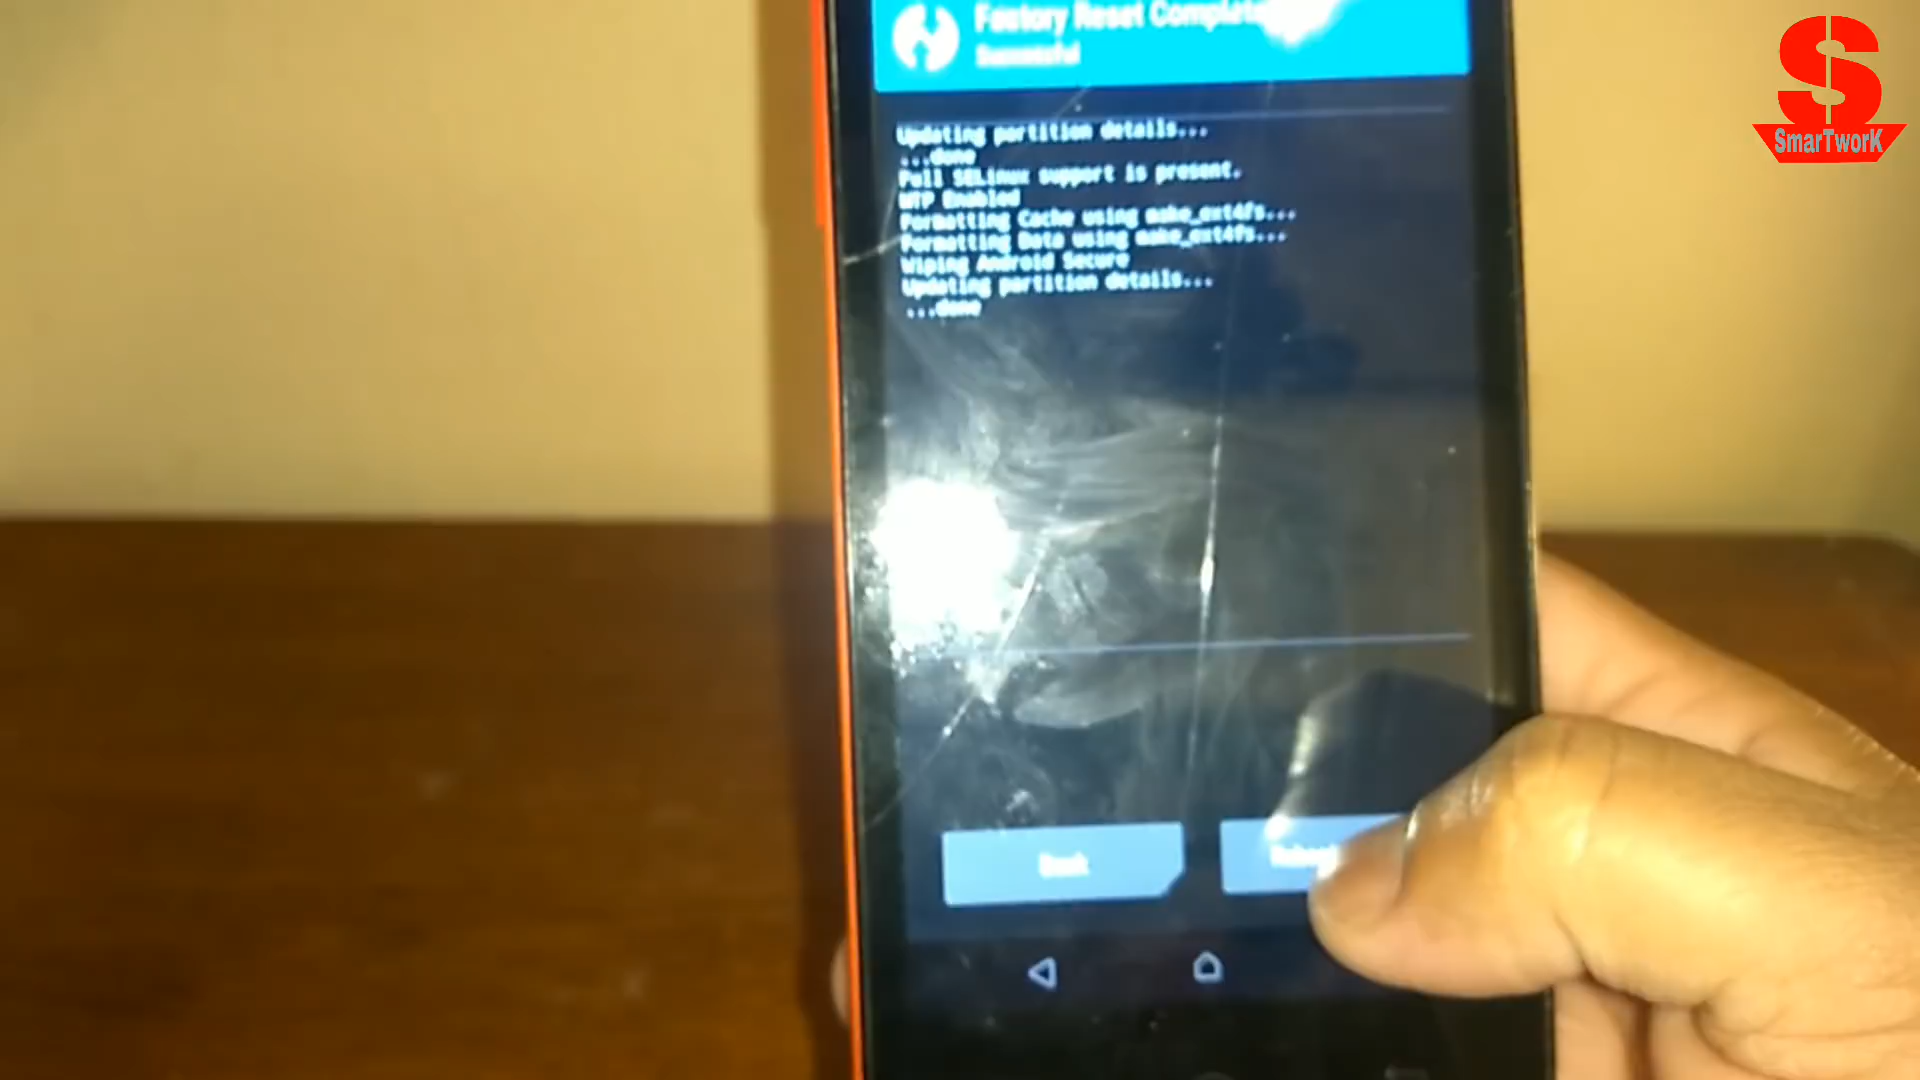 Factory Reset Complete
Successful
Updating partition details...
...done
Full SELinux support is present.
MTP Enabled
Formatting Cache using make_ext4fs...
Formatting Data using make_ext4fs...
Wiping Android Secure
Updating partition details...
...done
Back
S
SmarTworK